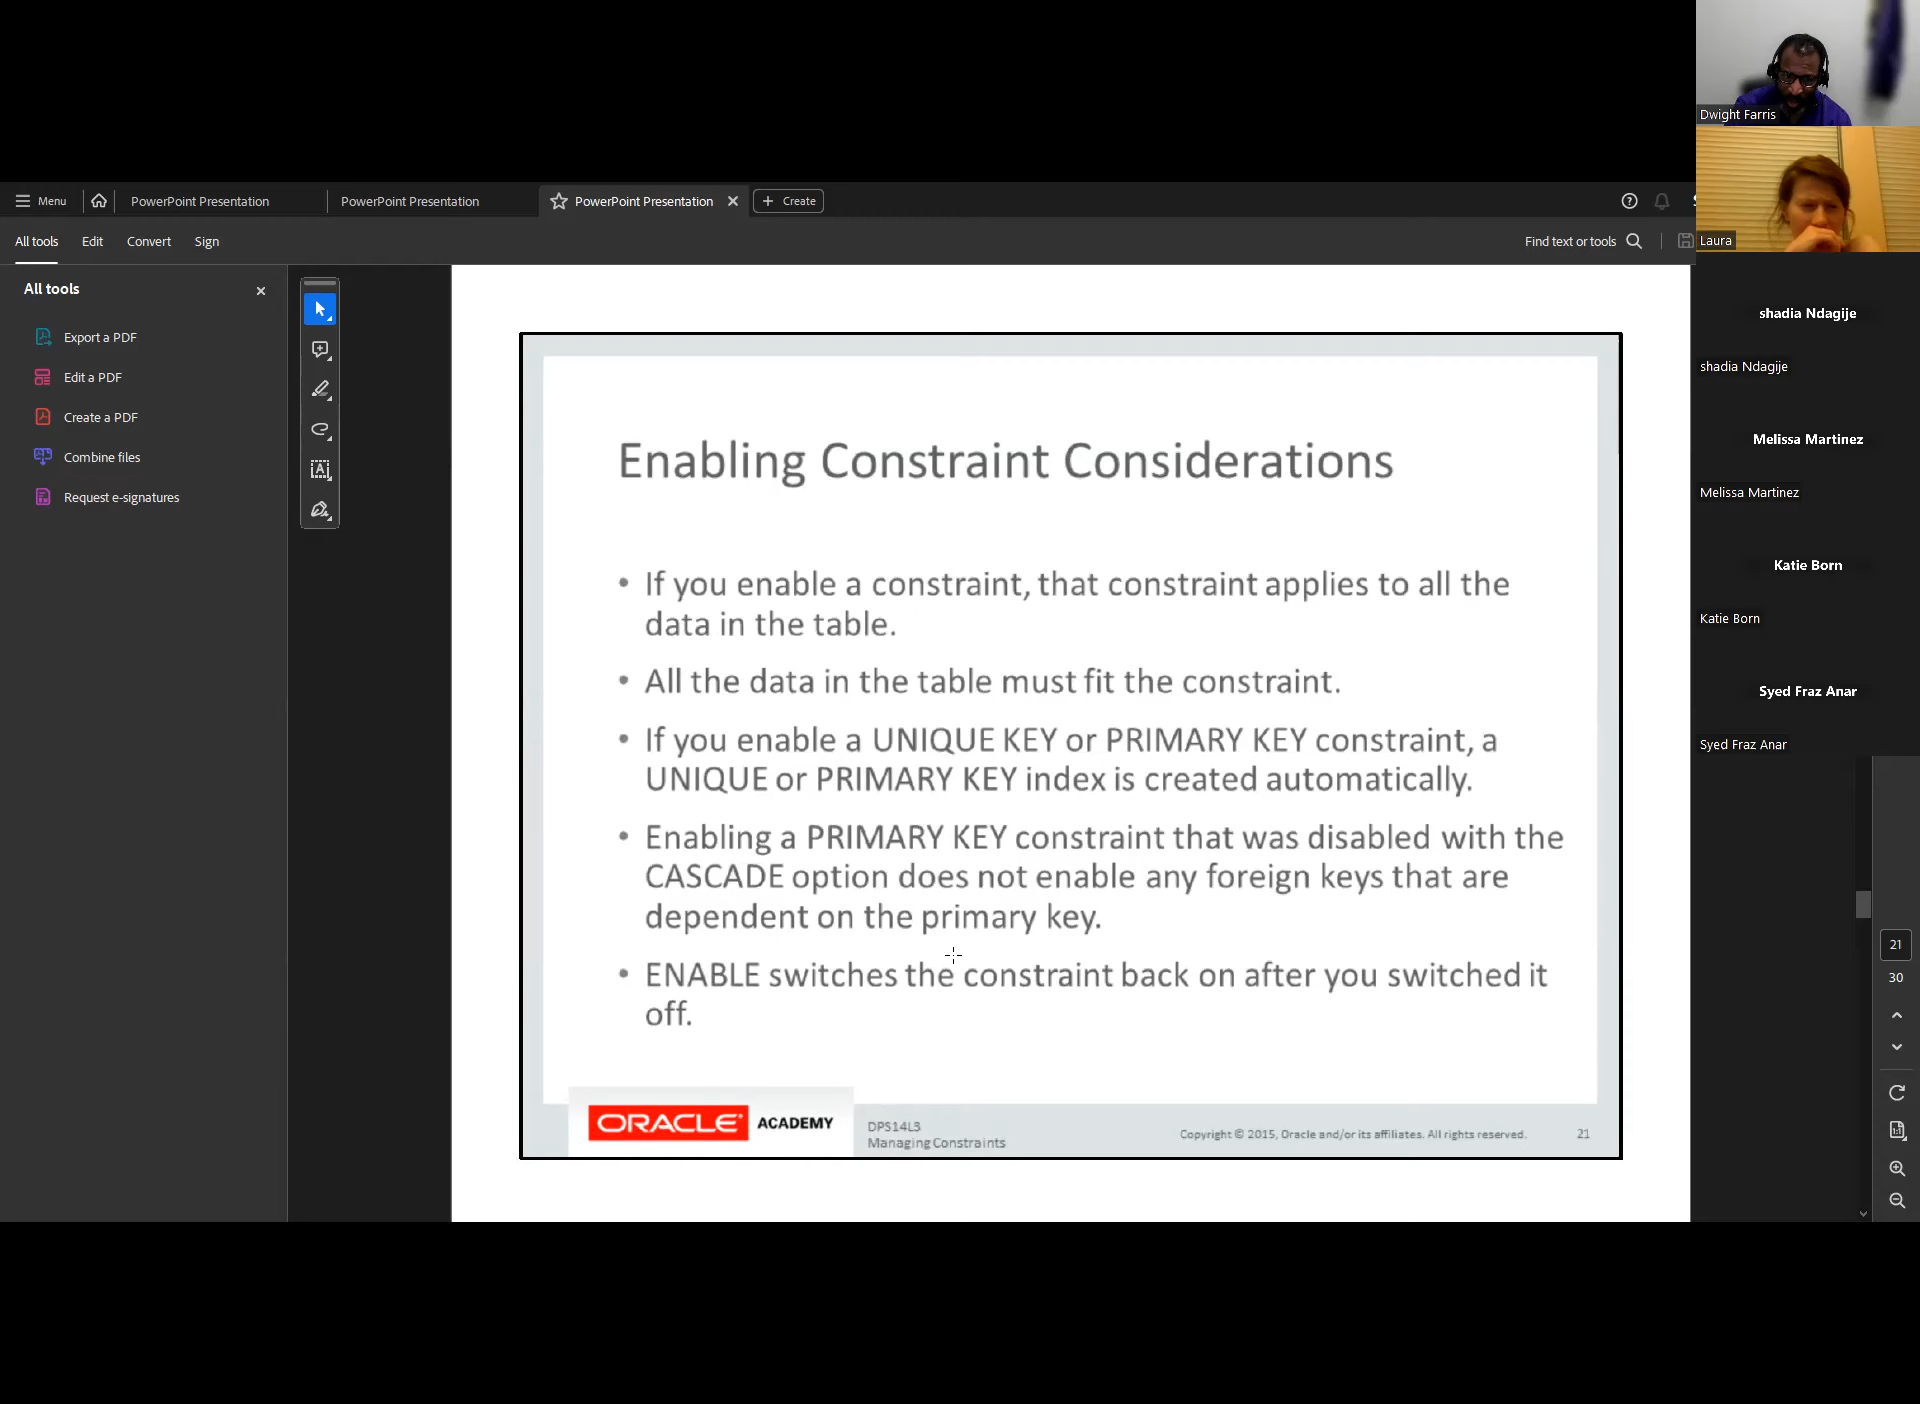 Dwight Farris
Menu
PowerPoint Presentation
PowerPoint Presentation
PowerPoint Presentation
Create
All tools
Edit
Convert
Sign
Find text or tools
Laura
All tools
Export a PDF
Edit a PDF
Create a PDF
Combine files
Request e-signatures
Enabling Constraint Considerations
• If you enable a constraint, that constraint applies to all the
data in the table.
• All the data in the table must fit the constraint.
• If you enable a UNIQUE KEY or PRIMARY KEY constraint, a
UNIQUE or PRIMARY KEY index is created automatically.
• Enabling a PRIMARY KEY constraint that was disabled with the
CASCADE option does not enable any foreign keys that are
dependent on the primary key.
• ENABLE switches the constraint back on after you switched it
off.
ORACLE ACADEMY
DPS14L3
Managing Constraints
Copyright © 2015, Oracle and/or its affiliates. All rights reserved.
21
shadia Ndagije
shadia Ndagije
Melissa Martinez
Melissa Martinez
Katie Born
Katie Born
Syed Fraz Anar
Syed Fraz Anar
21
30
1:1